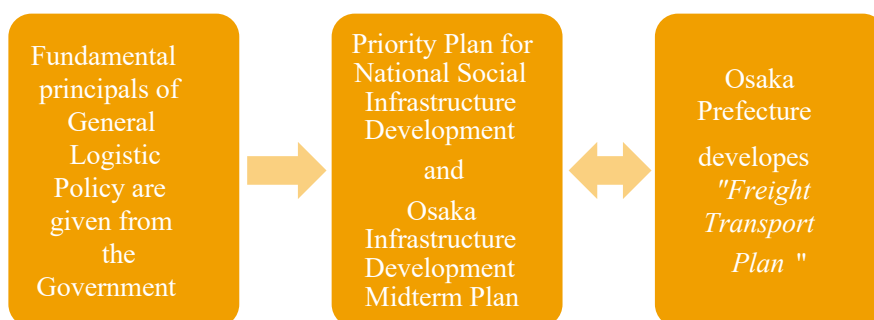 Fundamental
principals of
General
Logistic
Policy are
given from
the
Government
Priority Plan for
National Social
Infrastructure
Development
and
Osaka
Infrastructure
Development
Midterm Plan
Osaka
Prefecture
developes
"Freight
Transport
Plan "